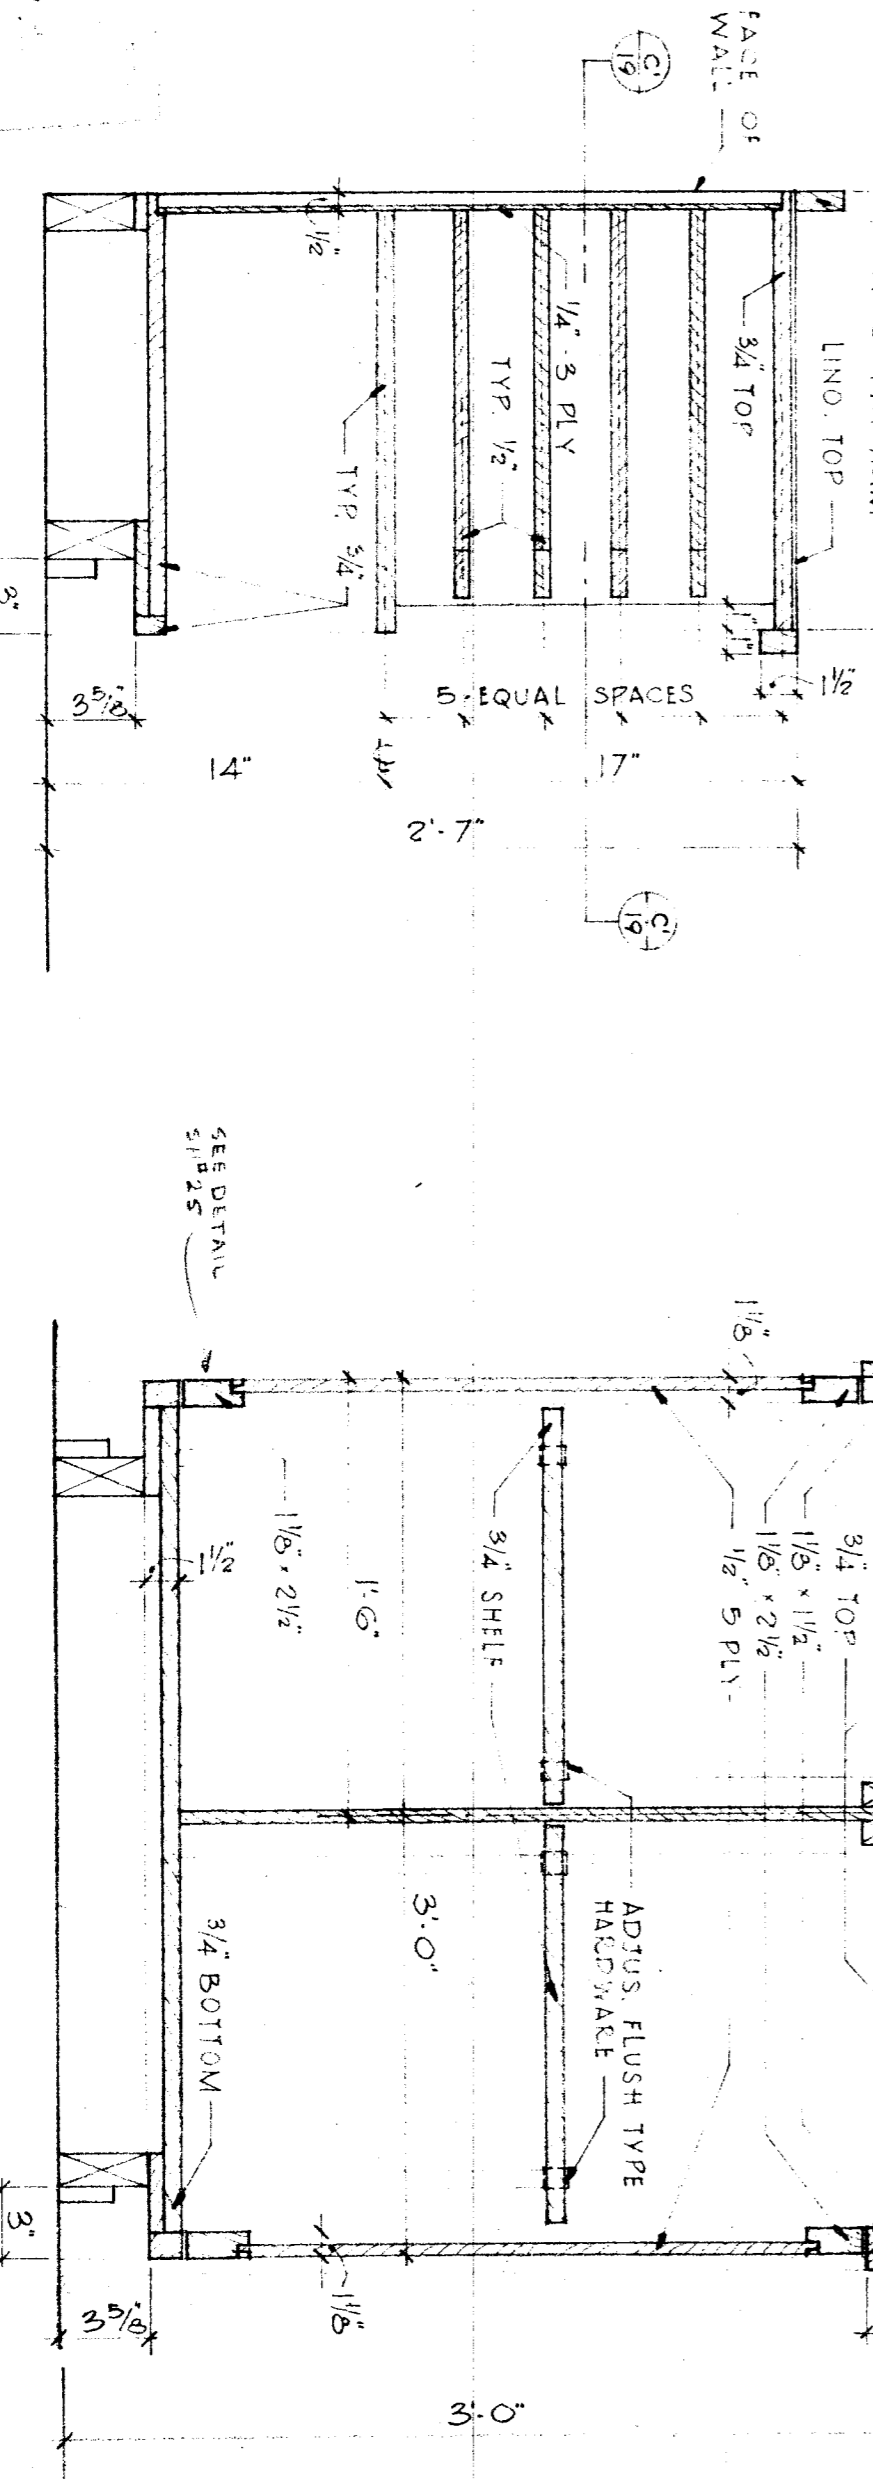 FACE OF
WALL
C'
19
LINO. TOP
3/4" TOP
1/4" 3 PLY
TYP. 1/2"
TYP. 3/4"
1/2"
1"
1"
1 1/2"
5-EQUAL SPACES
3 5/8"
14"
17"
2'-7"
3"
C'
19
SEE DETAIL
SH#25
1 1/8"
3/4" TOP
1 1/8" x 1 1/2"
1 1/8" x 2 1/2"
1/2" 5 PLY
3/4" SHELF
1 1/8" x 2 1/2"
1 1/2"
1'-6"
3'-0"
ADJUS. FLUSH TYPE
HARDWARE
3/4" BOTTOM
1 1/8"
3"
3 5/8"
3'-0"